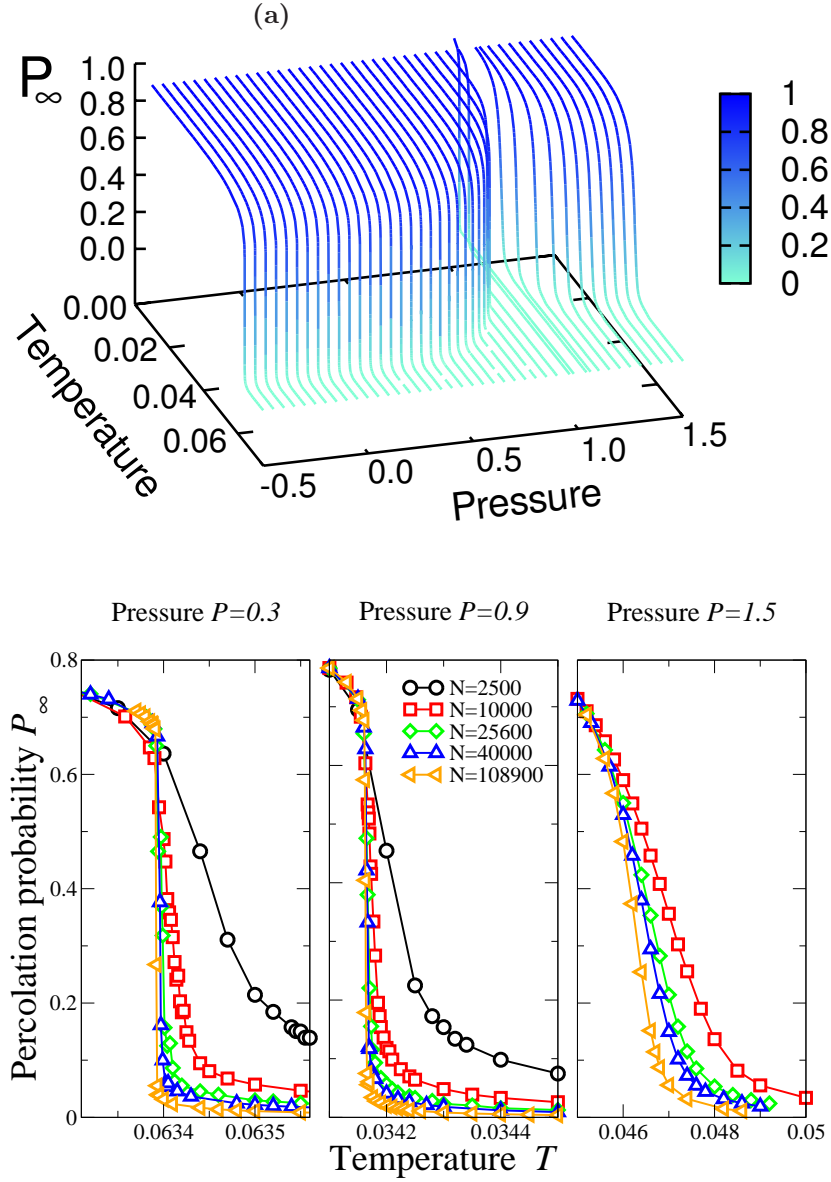 (a)
P∞
1.0
0.8
0.6
0.4
0.2
0.0
0.00
0.02
0.04
0.06
Temperature
-0.5
0.0
0.5
1.0
1.5
Pressure
1
0.8
0.6
0.4
0.2
0
Pressure P=0.3
Pressure P=0.9
Pressure P=1.5
Percolation probability P∞
0.8
0.6
0.4
0.2
0
N=2500
N=10000
N=25600
N=40000
N=108900
0.0634 0.0635
0.0342 0.0344
0.046 0.048 0.05
Temperature T